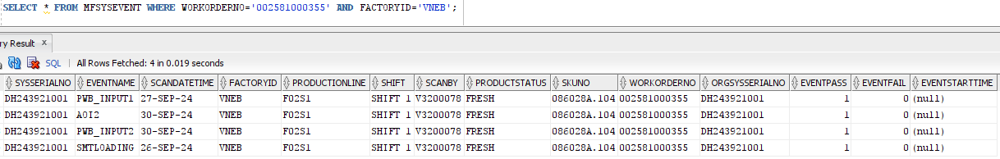 SELECT * FROM MFSYSEVENT WHERE WORKORDERNO='002581000355' AND FACTORYID='VNEB';
ry Result x
SQL | All Rows Fetched: 4 in 0.019 seconds
SYSSERIALNO EVENTNAME SCANDATETIME FACTORYID PRODUCTIONLINE SHIFT SCANBY PRODUCTSTATUS SKUNO WORKORDERNO ORGSYSSERIALNO EVENTPASS EVENTFAIL EVENTSTARTTIME
DH243921001 PWB_INPUT1 27-SEP-24 VNEB F02S1 SHIFT 1 V3200078 FRESH 086028A.104 002581000355 DH243921001 1 0 (null)
DH243921001 AOI2 30-SEP-24 VNEB F02S1 SHIFT 1 V3200078 FRESH 086028A.104 002581000355 DH243921001 1 0 (null)
DH243921001 PWB_INPUT2 30-SEP-24 VNEB F02S1 SHIFT 1 V3200078 FRESH 086028A.104 002581000355 DH243921001 1 0 (null)
DH243921001 SMTLOADING 26-SEP-24 VNEB F02S1 SHIFT 1 V3200078 FRESH 086028A.104 002581000355 DH243921001 1 0 (null)